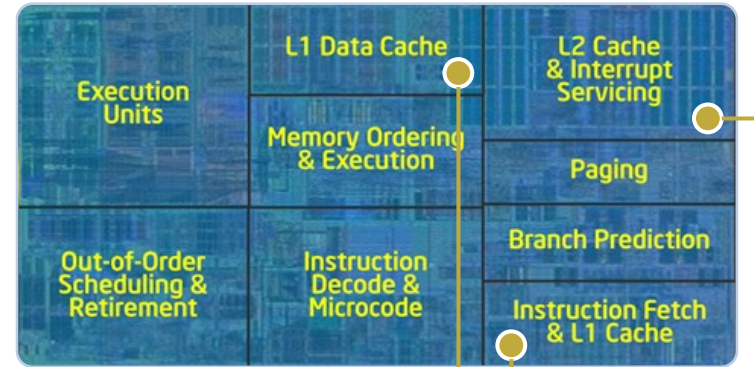 Execution
Units
L1 Data Cache
L2 Cache
& Interrupt
Servicing
Memory Ordering
& Execution
Paging
Branch Prediction
Out-of-Order
Scheduling &
Retirement
Instruction
Decode &
Microcode
Instruction Fetch
& L1 Cache